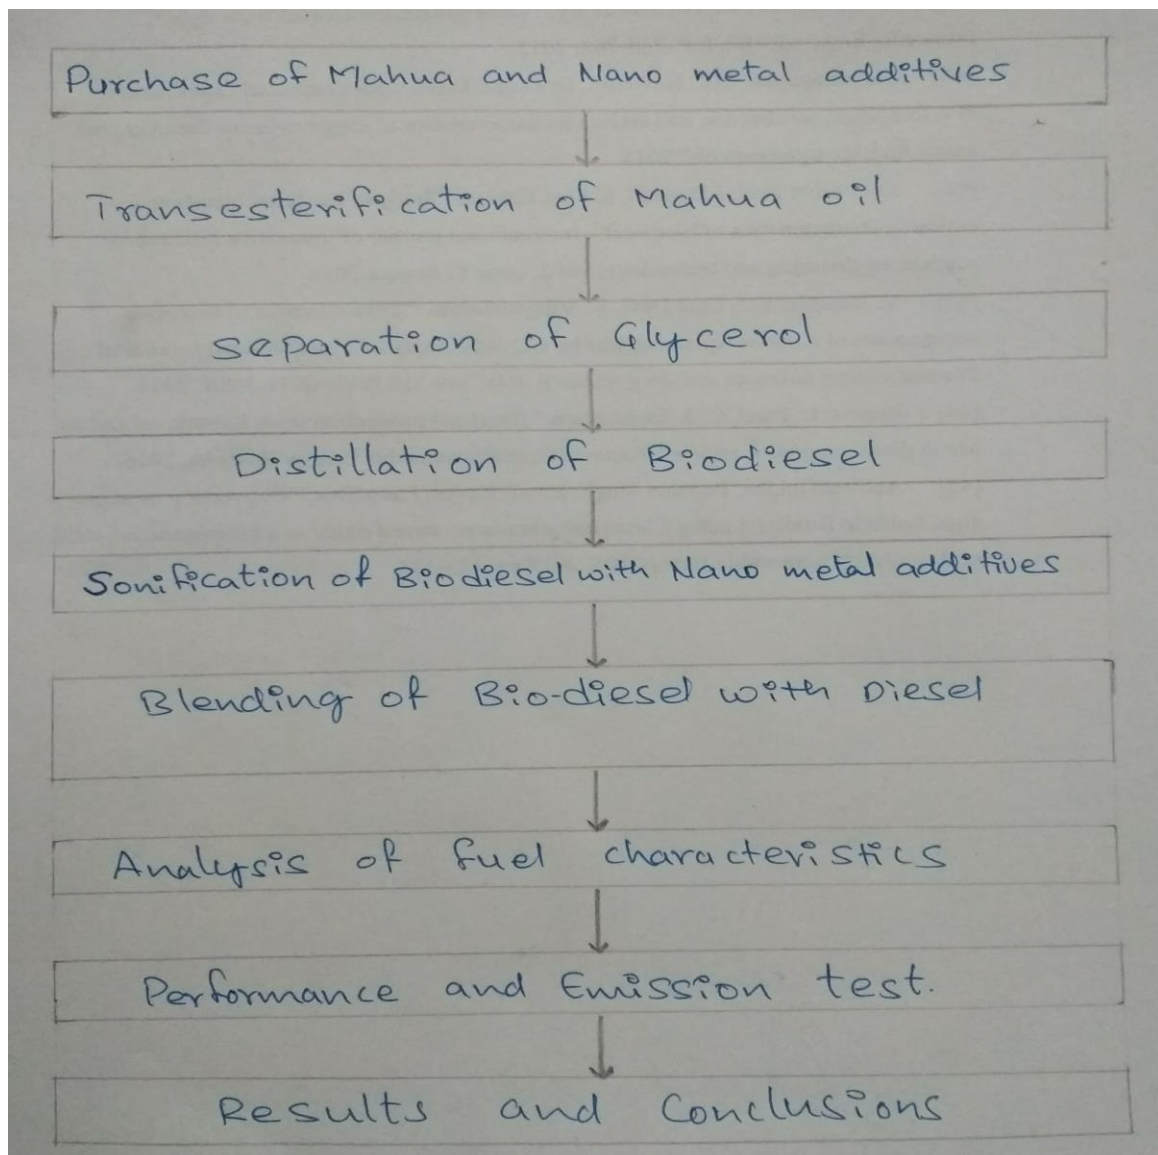 Purchase of Mahua and Nano metal additives
Transesterification of Mahua oil
Separation of Glycerol
Distillation of Biodiesel
Sonification of Biodiesel with Nano metal additives
Blending of Bio-diesel with Diesel
Analysis of fuel characteristics
Performance and Emission test.
Results and Conclusions